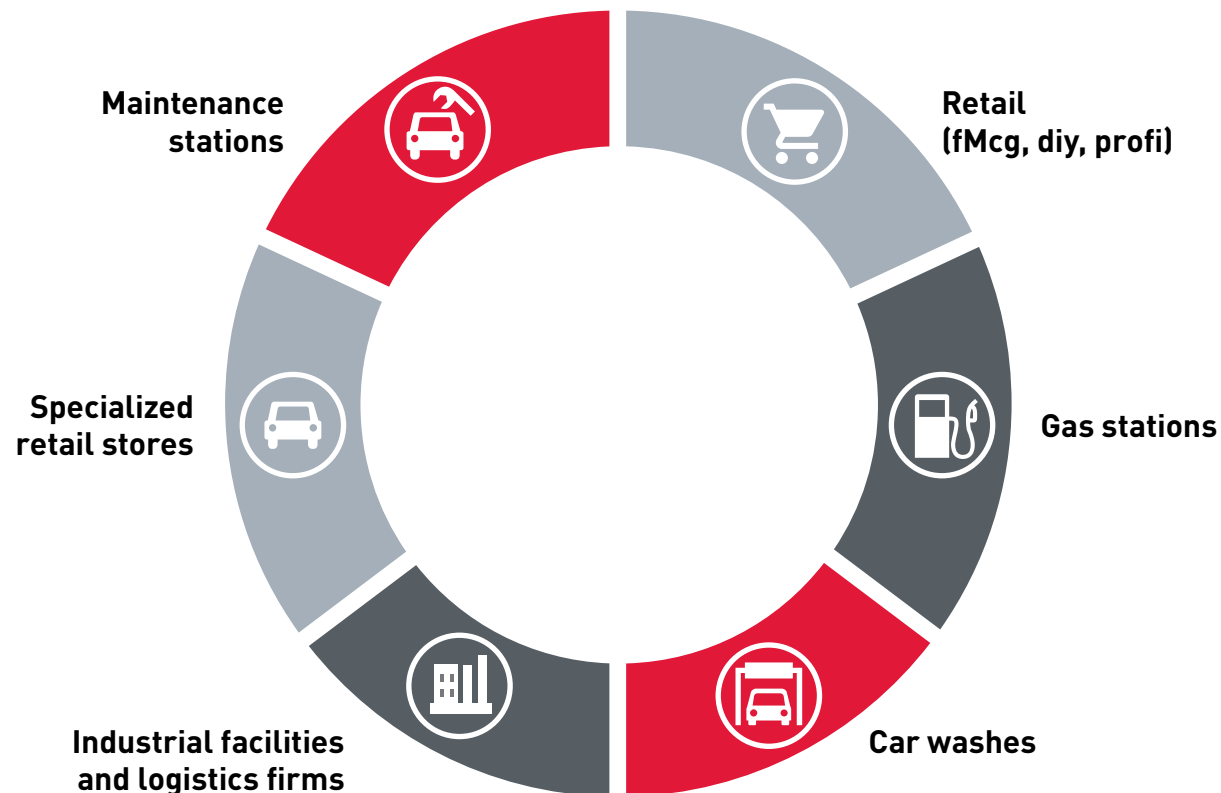 Maintenance
stations
Retail
(fMcg, diy, profi)
Specialized
retail stores
Gas stations
Industrial facilities
and logistics firms
Car washes